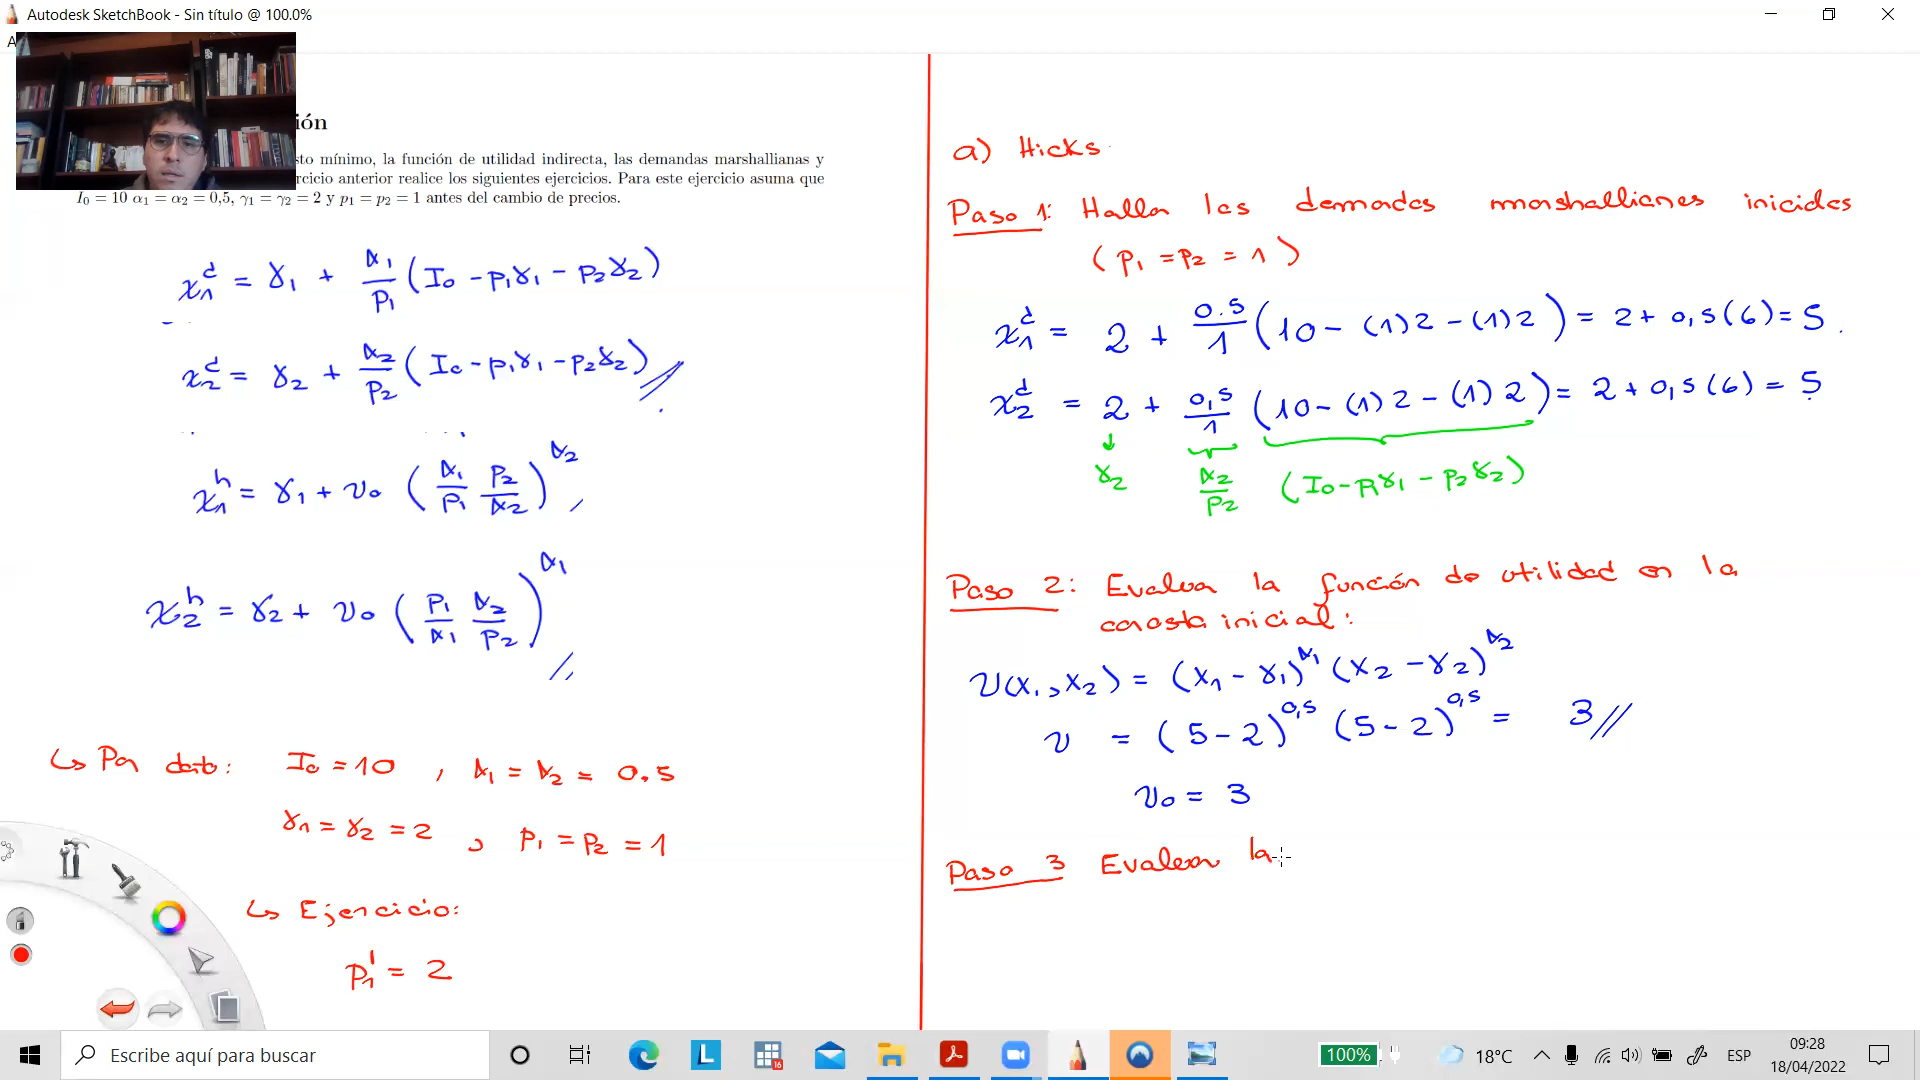 Autodesk SketchBook - Sin título @ 100.0%
A
ión
sto mínimo, la función de utilidad indirecta, las demandas marshallianas y
rcicio anterior realice los siguientes ejercicios. Para este ejercicio asuma que
I₀ = 10 α₁ = α₂ = 0,5, γ₁ = γ₂ = 2 y p₁ = p₂ = 1 antes del cambio de precios.
x₁ᵈ = γ₁ + α₁/p₁ (I₀ - p₁γ₁ - p₂γ₂)
x₂ᵈ = γ₂ + α₂/p₂ (I₀ - p₁γ₁ - p₂γ₂)//
x₁ʰ = γ₁ + v₀ (α₁/p₁ p₂/α₂)^α₂ /
x₂ʰ = γ₂ + v₀ (p₁/α₁ α₂/p₂)^α₁ //
↳ Por dato: I₀ = 10 , α₁ = α₂ = 0.5
γ₁ = γ₂ = 2 , p₁ = p₂ = 1
↳ Ejercicio:
p₁' = 2
a) Hicks
Paso 1: Hallar las demandas marshallianas iniciales
(p₁ = p₂ = 1)
x₁ᵈ = 2 + 0.5/1 (10 - (1)2 - (1)2) = 2 + 0,5(6) = 5.
x₂ᵈ = 2 + 0,5/1 (10 - (1)2 - (1)2) = 2 + 0,5(6) = 5
γ₂ α₂/p₂ (I₀ - p₁γ₁ - p₂γ₂)
Paso 2: Evaluar la función de utilidad en la
canasta inicial:
U(x₁, x₂) = (x₁ - γ₁)^α₁ (x₂ - γ₂)^α₂
v = (5 - 2)^0,5 (5 - 2)^0,5 = 3//
v₀ = 3
Paso 3 Evaluar la
Escribe aquí para buscar
L
16
100%
18°C
ESP
09:28
18/04/2022